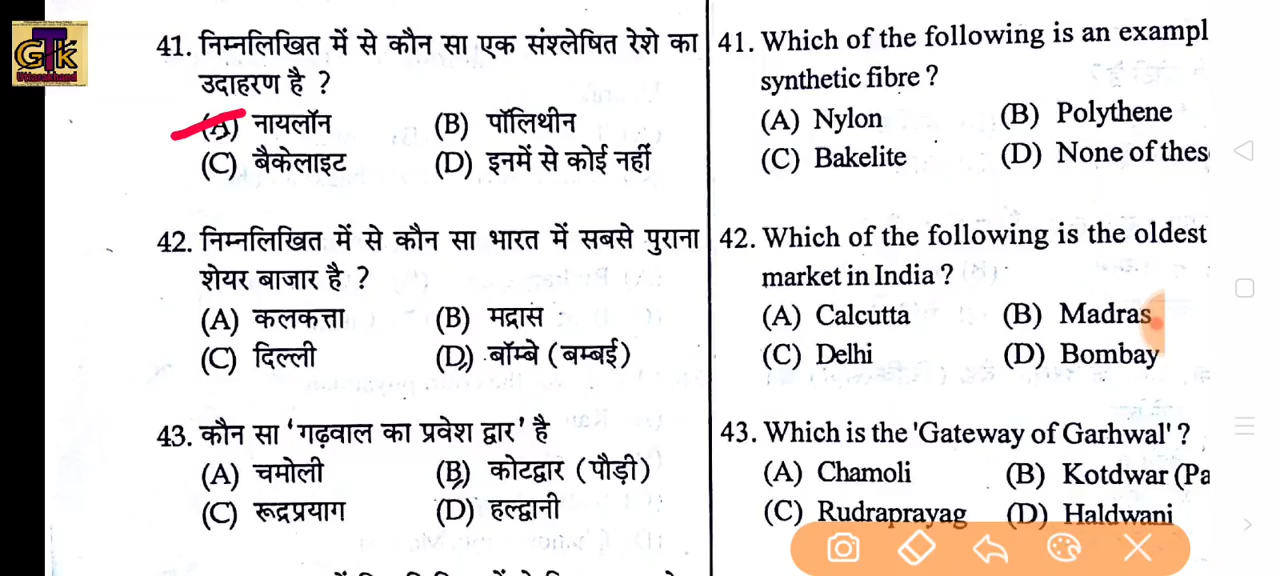 GTK
Uttarakhand
41. निम्नलिखित में से कौन सा एक संश्लेषित रेशे का
उदाहरण है ?
(A) नायलॉन (B) पॉलिथीन
(C) बैकेलाइट (D) इनमें से कोई नहीं
42. निम्नलिखित में से कौन सा भारत में सबसे पुराना
शेयर बाजार है ?
(A) कलकत्ता (B) मद्रास
(C) दिल्ली (D) बॉम्बे (बम्बई)
43. कौन सा 'गढ़वाल का प्रवेश द्वार' है
(A) चमोली (B) कोटद्वार (पौड़ी)
(C) रूद्रप्रयाग (D) हल्द्वानी
41. Which of the following is an exampl
synthetic fibre ?
(A) Nylon (B) Polythene
(C) Bakelite (D) None of thes
42. Which of the following is the oldest
market in India ?
(A) Calcutta (B) Madras
(C) Delhi (D) Bombay
43. Which is the 'Gateway of Garhwal' ?
(A) Chamoli (B) Kotdwar (Pa
(C) Rudraprayag (D) Haldwani